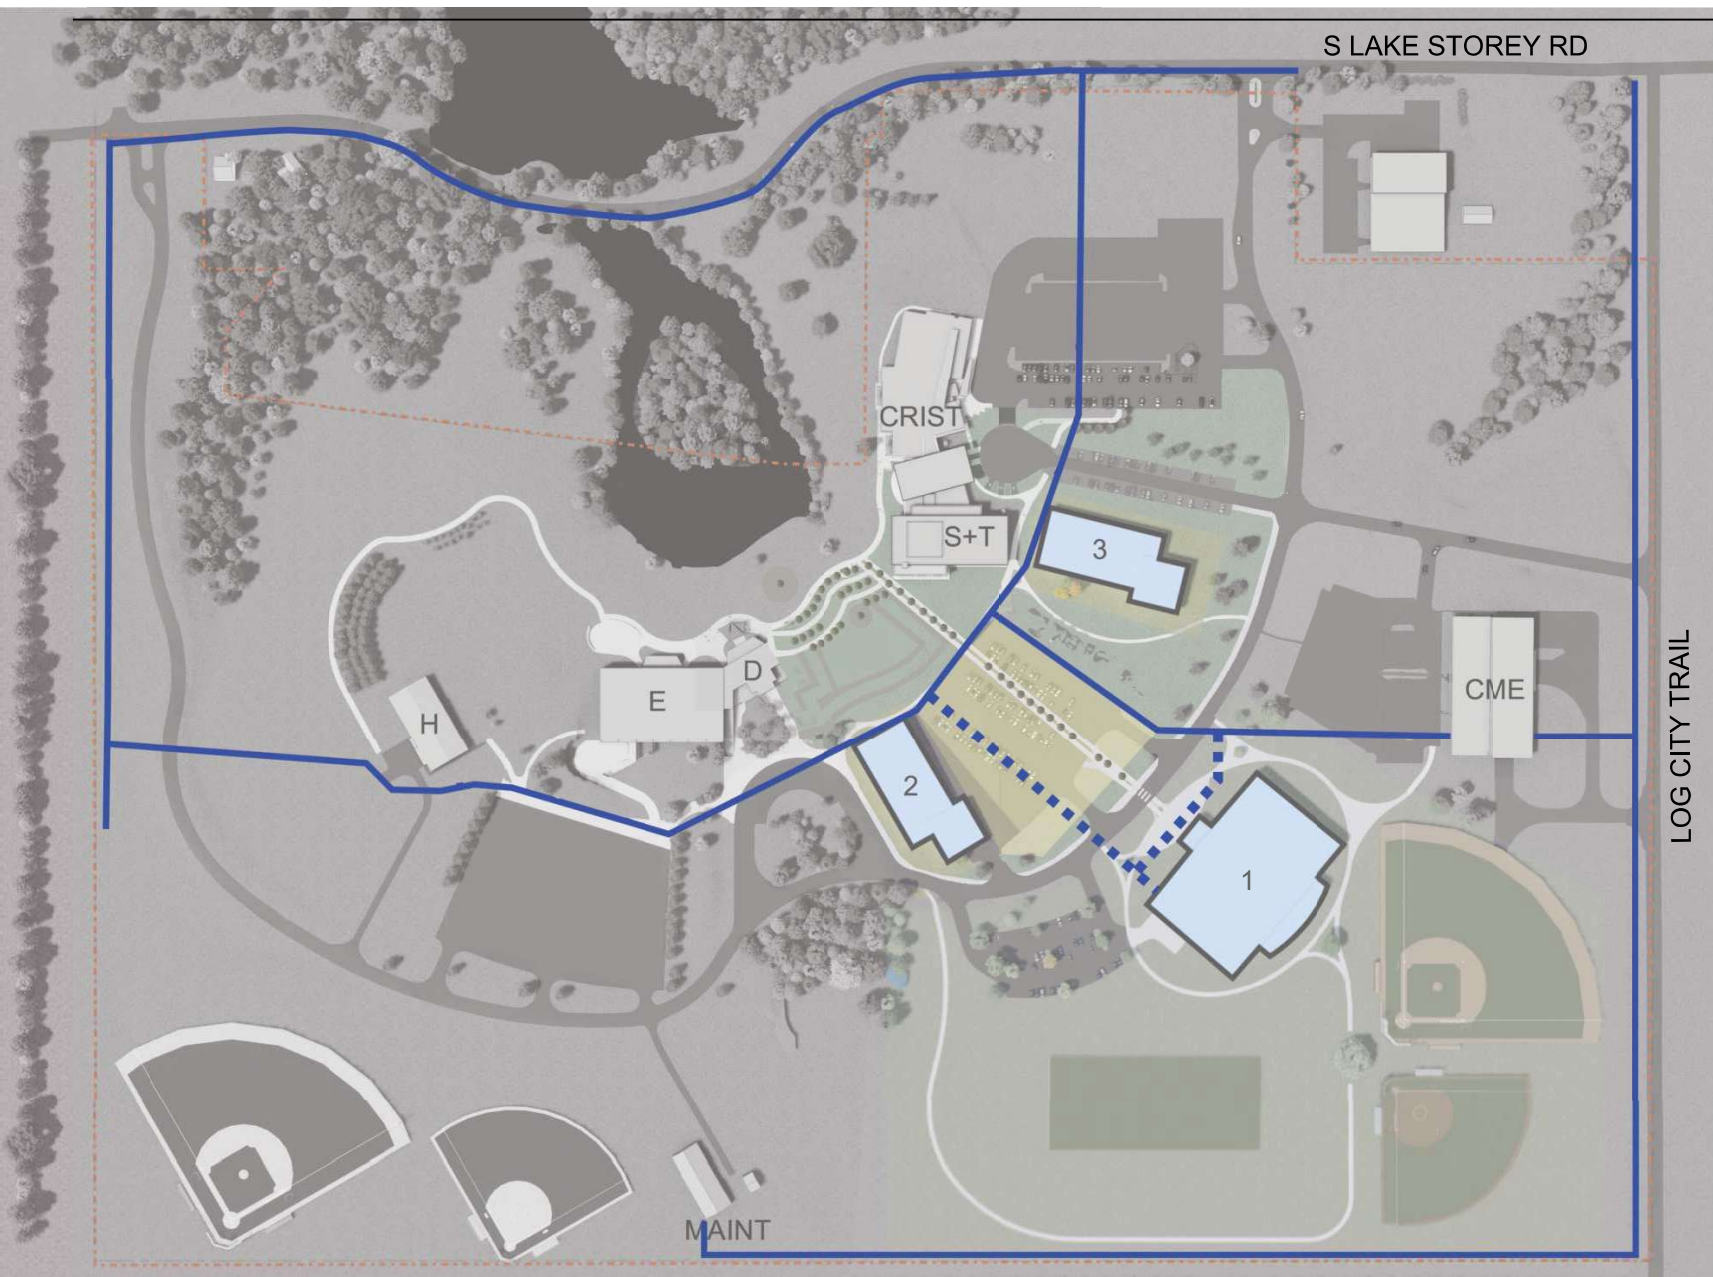 S LAKE STOREY RD
CRIST
S+T
3
D
E
H
CME
2
1
LOG CITY TRAIL
MAINT